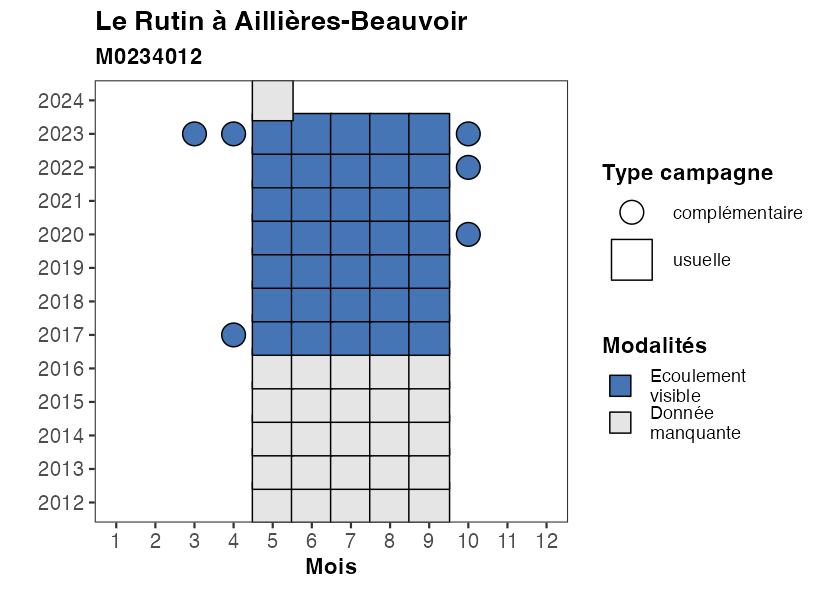 Le Rutin à Aillières-Beauvoir
M0234012
2024
2023
2022
2021
2020
2019
2018
2017
2016
2015
2014
2013
2012
1 2 3 4 5 6 7 8 9 10 11 12
Mois
Type campagne
complémentaire
usuelle
Modalités
Ecoulement
visible
Donnée
manquante